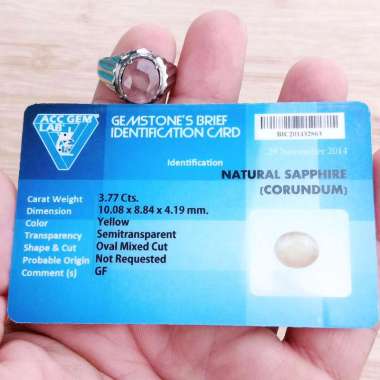 ACC GEM
LAB
GEMSTONE'S BRIEF
IDENTIFICATION CARD
November 2014
Identification
NATURAL SAPPHIRE
(CORUNDUM)
Carat Weight 3.77 Cts.
Dimension 10.08 x 8.84 x 4.19 mm.
Color Yellow
Transparency Semitransparent
Shape & Cut Oval Mixed Cut
Probable Origin Not Requested
Comment (s) GF